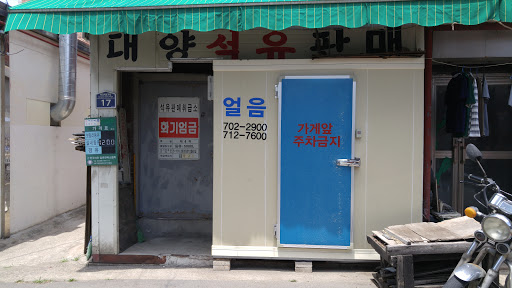 대양석유판매
17
석유판매취급소
화기엄금
얼음
702-2900
712-7600
가게앞
주차금지